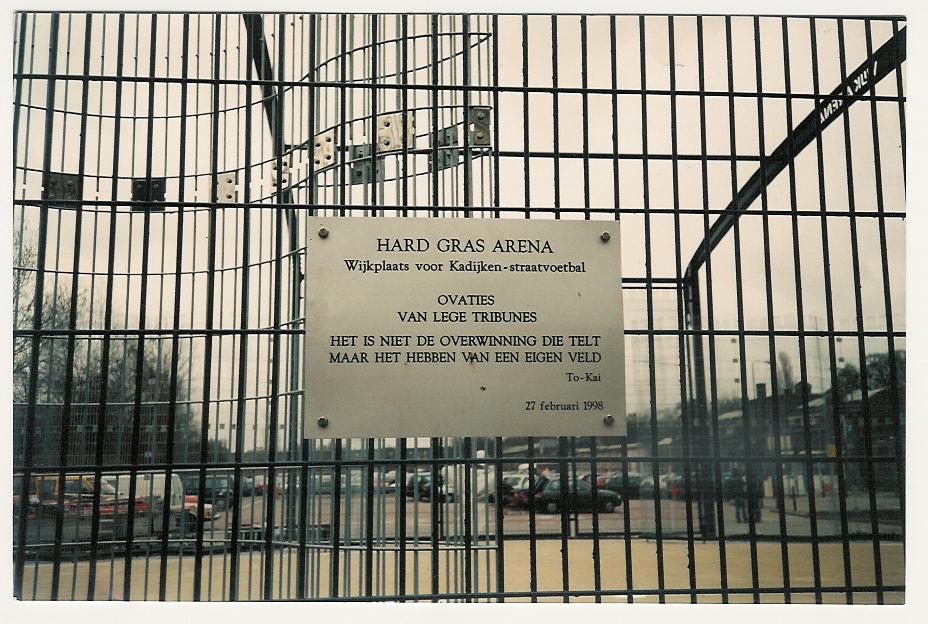 HARD GRAS ARENA
Wijkplaats voor Kadijken-straatvoetbal
OVATIES
VAN LEGE TRIBUNES
HET IS NIET DE OVERWINNING DIE TELT
MAAR HET HEBBEN VAN EEN EIGEN VELD
To-Kai
27 februari 1998